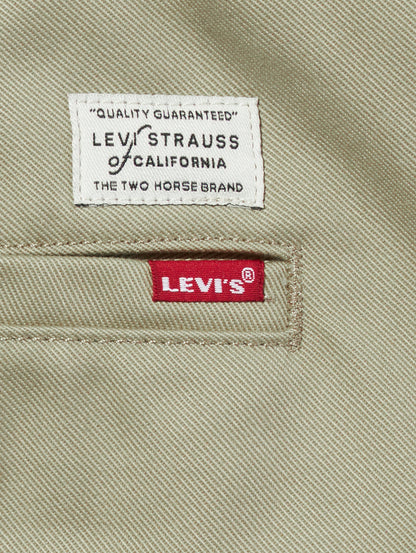 "QUALITY GUARANTEED"
LEVI STRAUSS
of CALIFORNIA
THE TWO HORSE BRAND
LEVI'S®